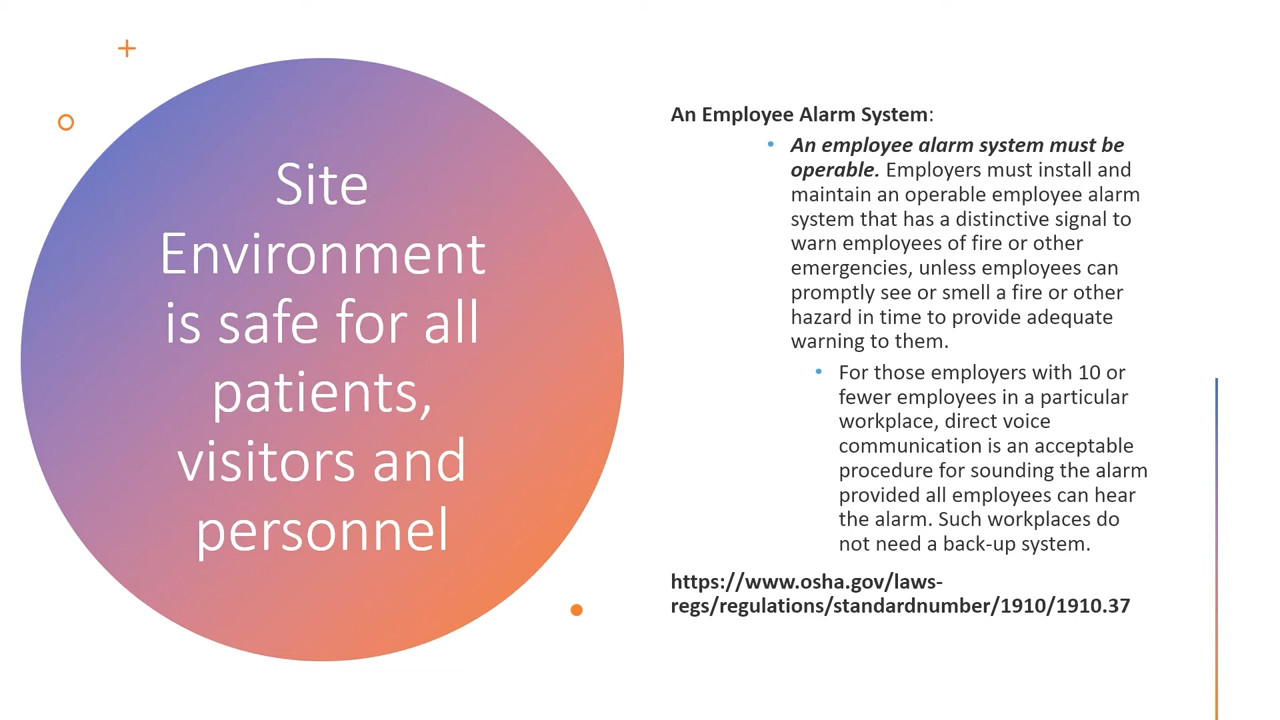 Site
Environment
is safe for all
patients,
visitors and
personnel
An Employee Alarm System:
• An employee alarm system must be
operable. Employers must install and
maintain an operable employee alarm
system that has a distinctive signal to
warn employees of fire or other
emergencies, unless employees can
promptly see or smell a fire or other
hazard in time to provide adequate
warning to them.
• For those employers with 10 or
fewer employees in a particular
workplace, direct voice
communication is an acceptable
procedure for sounding the alarm
provided all employees can hear
the alarm. Such workplaces do
not need a back-up system.
https://www.osha.gov/laws-
regs/regulations/standardnumber/1910/1910.37